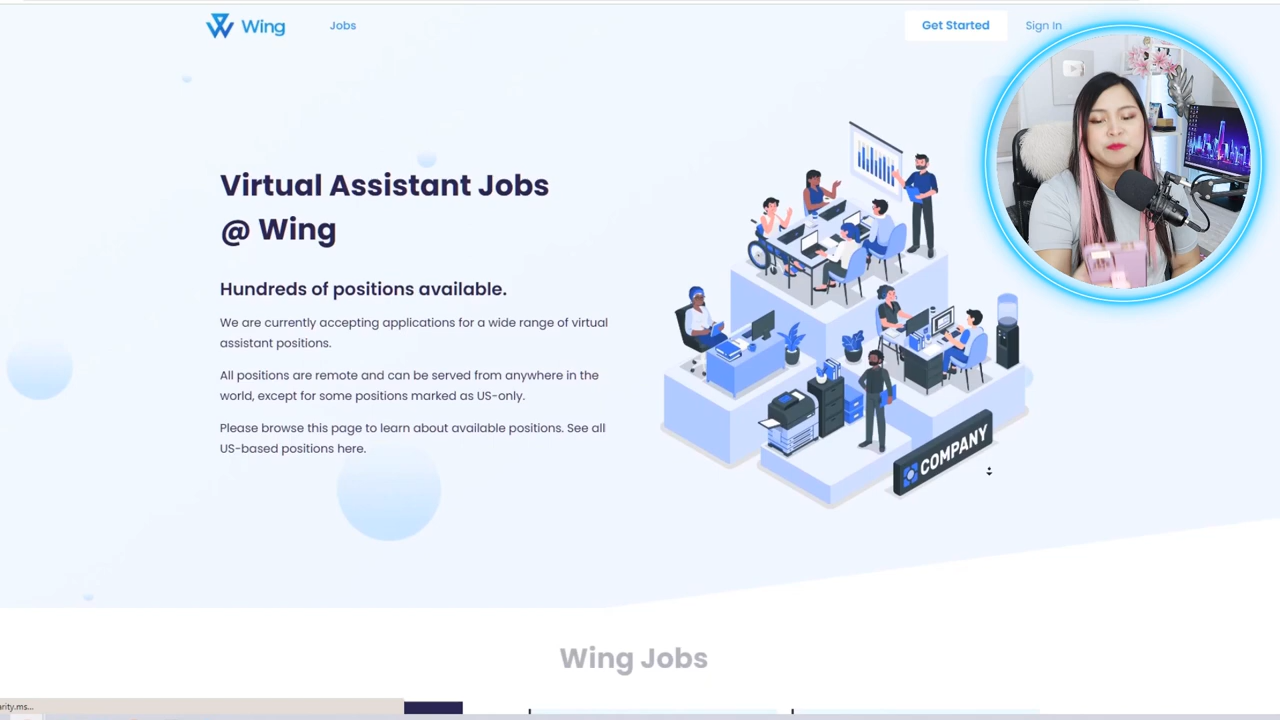 Wing
Jobs
Get Started
Sign In
Virtual Assistant Jobs
@ Wing
Hundreds of positions available.
We are currently accepting applications for a wide range of virtual
assistant positions.
All positions are remote and can be served from anywhere in the
world, except for some positions marked as US-only.
Please browse this page to learn about available positions. See all
US-based positions here.
COMPANY
Wing Jobs
arity.ms...